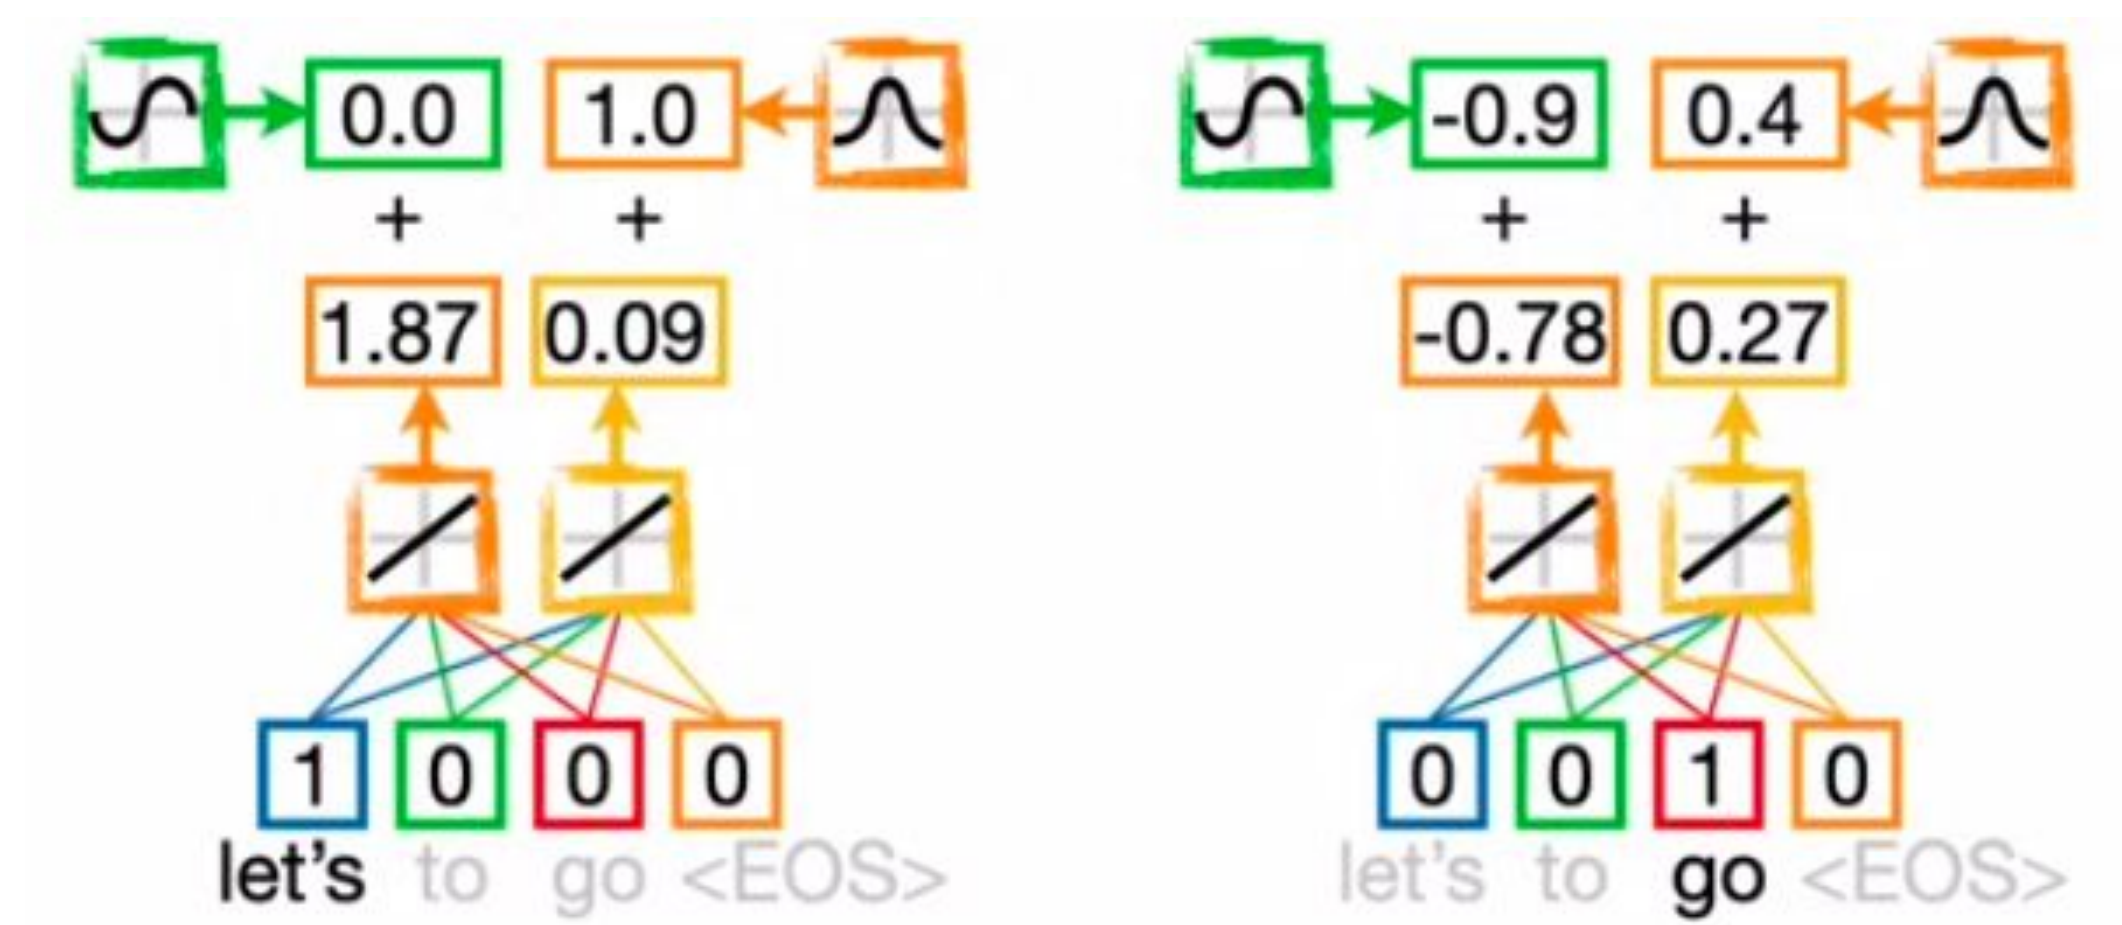 0.0 1.0 -0.9 0.4
+ + + +
1.87 0.09 -0.78 0.27
1 0 0 0 0 0 1 0
let's to go <EOS> let's to go <EOS>